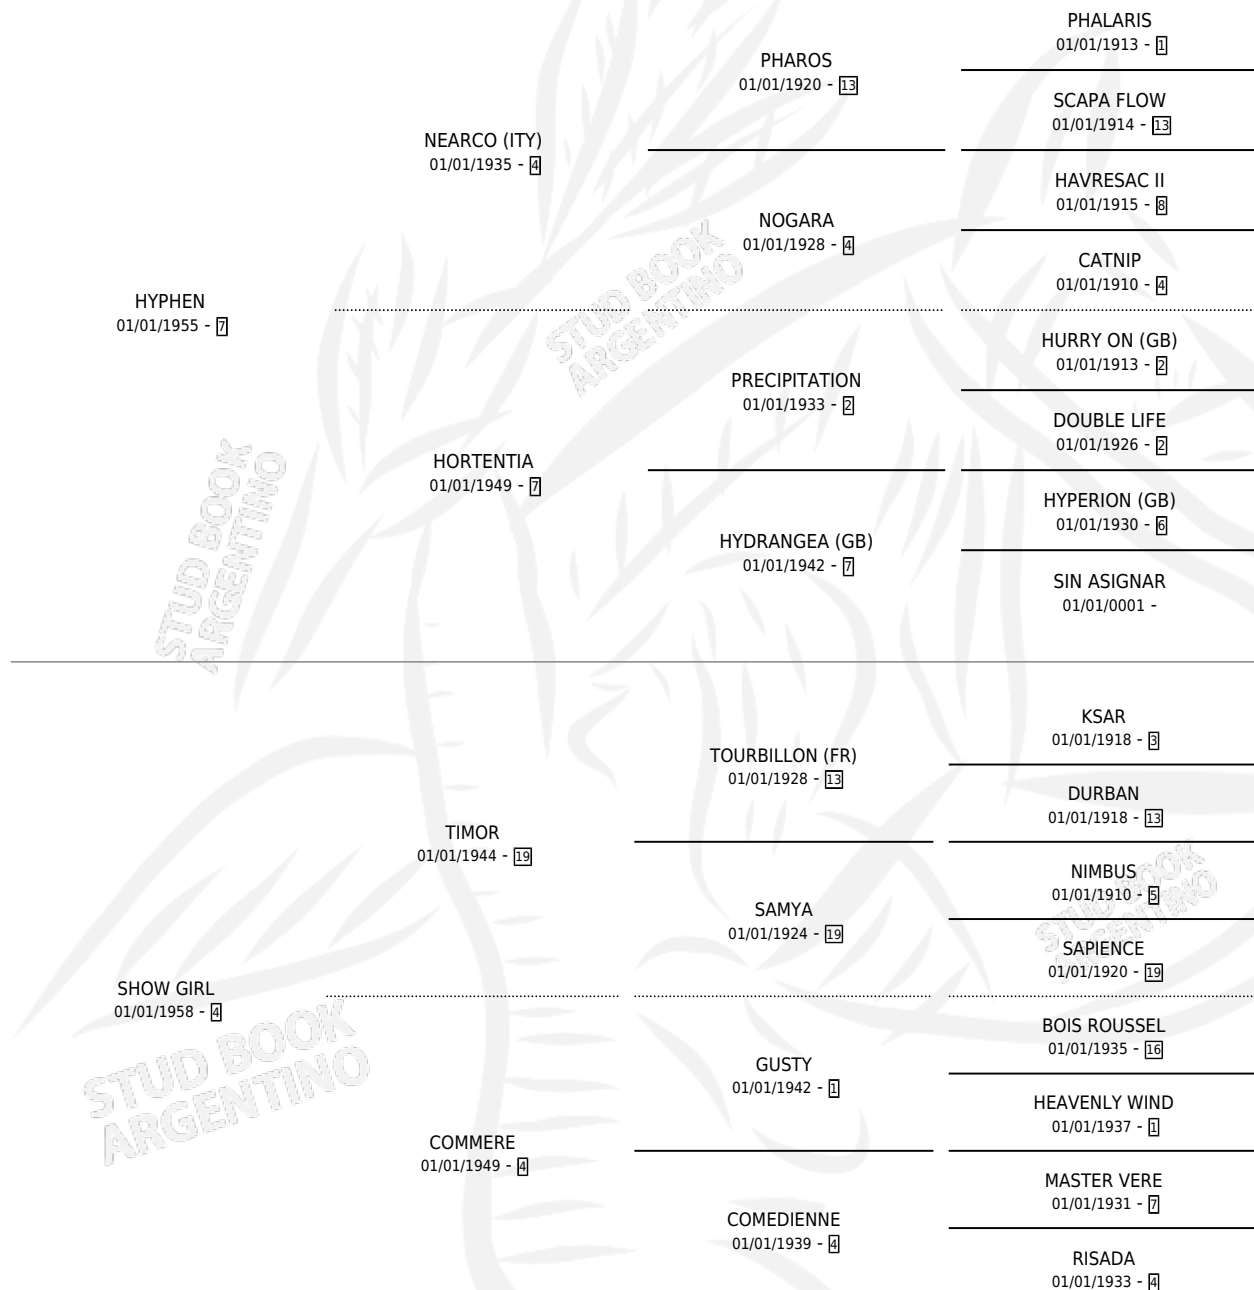 PHALARIS
01/01/1913 - 1
PHAROS
01/01/1920 - 13
SCAPA FLOW
01/01/1914 - 13
NEARCO (ITY)
01/01/1935 - 4
HAVRESAC II
01/01/1915 - 8
NOGARA
01/01/1928 - 4
CATNIP
01/01/1910 - 4
HYPHEN
01/01/1955 - 7
STUD BOOK
ARGENTINO
HURRY ON (GB)
01/01/1913 - 2
PRECIPITATION
01/01/1933 - 2
DOUBLE LIFE
01/01/1926 - 2
HORTENTIA
01/01/1949 - 7
HYPERION (GB)
01/01/1930 - 6
HYDRANGEA (GB)
01/01/1942 - 7
SIN ASIGNAR
01/01/0001 -
STUD BOOK
ARGENTINO
KSAR
01/01/1918 - 3
TOURBILLON (FR)
01/01/1928 - 13
DURBAN
01/01/1918 - 13
TIMOR
01/01/1944 - 19
NIMBUS
01/01/1910 - 5
SAMYA
01/01/1924 - 19
SAPIENCE
01/01/1920 - 19
STUD BOOK
ARGENTINO
SHOW GIRL
01/01/1958 - 4
BOIS ROUSSEL
01/01/1935 - 16
GUSTY
01/01/1942 - 1
HEAVENLY WIND
01/01/1937 - 1
STUD BOOK
ARGENTINO
COMMERE
01/01/1949 - 4
MASTER VERE
01/01/1931 - 7
COMEDIENNE
01/01/1939 - 4
RISADA
01/01/1933 - 4